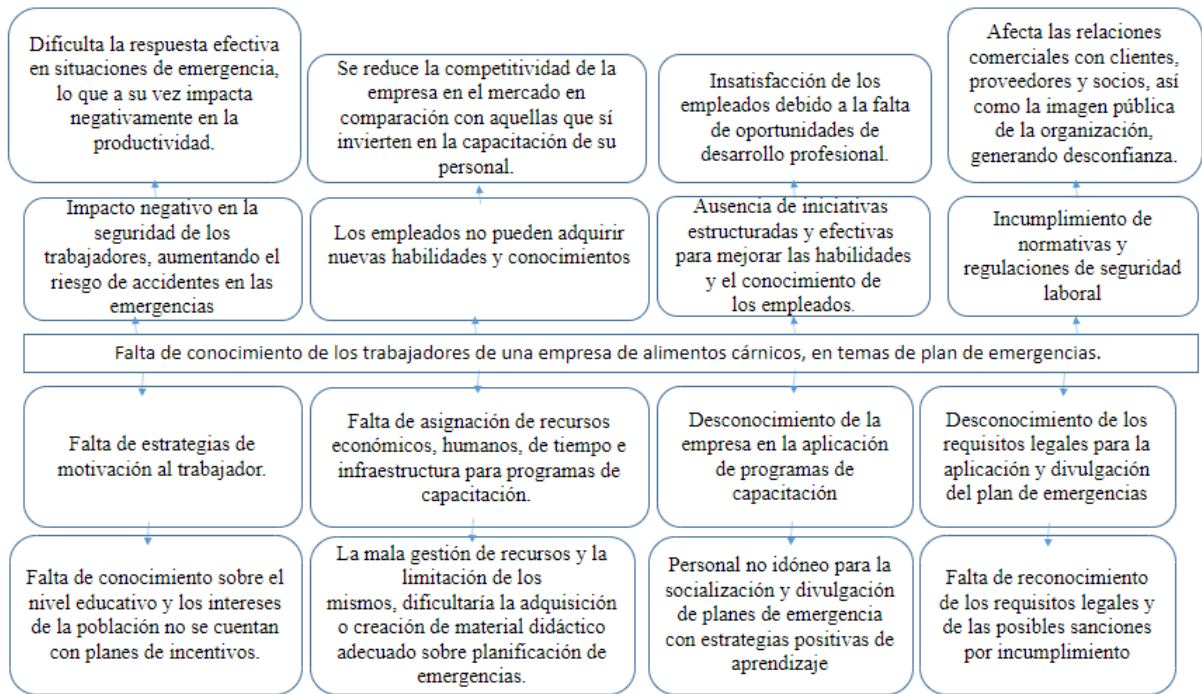 Dificulta la respuesta efectiva
en situaciones de emergencia,
lo que a su vez impacta
negativamente en la
productividad.
Se reduce la competitividad de la
empresa en el mercado en
comparación con aquellas que sí
invierten en la capacitación de su
personal.
Insatisfacción de los
empleados debido a la falta
de oportunidades de
desarrollo profesional.
Afecta las relaciones
comerciales con clientes,
proveedores y socios, así
como la imagen pública
de la organización,
generando desconfianza.
Impacto negativo en la
seguridad de los
trabajadores, aumentando el
riesgo de accidentes en las
emergencias
Los empleados no pueden adquirir
nuevas habilidades y conocimientos
Ausencia de iniciativas
estructuradas y efectivas
para mejorar las habilidades
y el conocimiento de
los empleados.
Incumplimiento de
normativas y
regulaciones de seguridad
laboral
Falta de conocimiento de los trabajadores de una empresa de alimentos cárnicos, en temas de plan de emergencias.
Falta de estrategias de
motivación al trabajador.
Falta de asignación de recursos
económicos, humanos, de tiempo e
infraestructura para programas de
capacitación.
Desconocimiento de la
empresa en la aplicación
de programas de
capacitación
Desconocimiento de los
requisitos legales para la
aplicación y divulgación
del plan de emergencias
Falta de conocimiento sobre el
nivel educativo y los intereses
de la población no se cuentan
con planes de incentivos.
La mala gestión de recursos y la
limitación de los
mismos, dificultaría la adquisición
o creación de material didáctico
adecuado sobre planificación de
emergencias.
Personal no idóneo para la
socialización y divulgación
de planes de emergencia
con estrategias positivas de
aprendizaje
Falta de reconocimiento
de los requisitos legales y
de las posibles sanciones
por incumplimiento